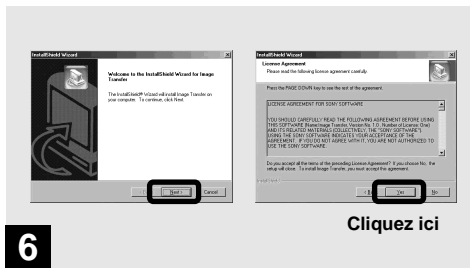 InstallShield Wizard
Welcome to the InstallShield Wizard for Image
Transfer
The InstallShield® Wizard will install Image Transfer on
your computer. To continue, click Next.
Next >
Cancel
InstallShield Wizard
License Agreement
Please read the following license agreement carefully.
Press the PAGE DOWN key to see the rest of the agreement.
LICENSE AGREEMENT FOR SONY SOFTWARE
YOU SHOULD CAREFULLY READ THE FOLLOWING AGREEMENT BEFORE USING
THIS SOFTWARE (Name:Image Transfer, Version No. 1.0 , Number of License: One)
AND ITS RELATED MATERIALS (COLLECTIVELY, THE "SONY SOFTWARE").
USING THE SONY SOFTWARE INDICATES YOUR ACCEPTANCE OF THE
AGREEMENT. IF YOU DO NOT AGREE WITH IT, YOU ARE NOT AUTHORIZED TO
USE THE SONY SOFTWARE.
Do you accept all the terms of the preceding License Agreement? If you choose No, the
setup will close. To install Image Transfer, you must accept this agreement.
InstallShield
Yes
No
Cliquez ici
6